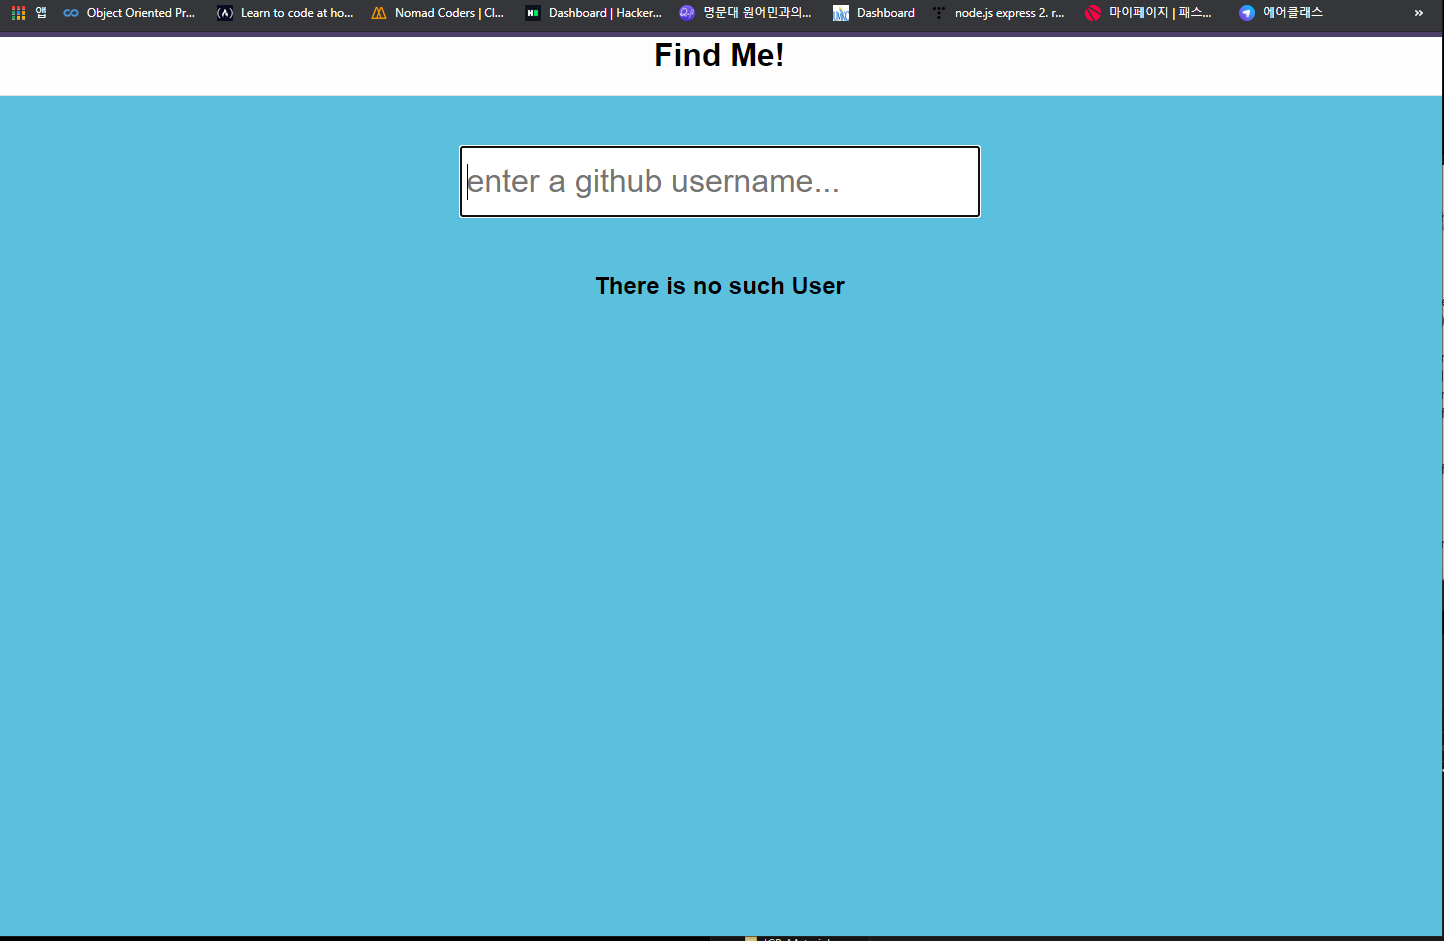 앱 Object Oriented Pr... Learn to code at ho... Nomad Coders | Cl... Dashboard | Hacker... 명문대 원어민과의... Dashboard node.js express 2. r... 마이페이지 | 패스... 에어클래스 »
Find Me!
enter a github username...
There is no such User